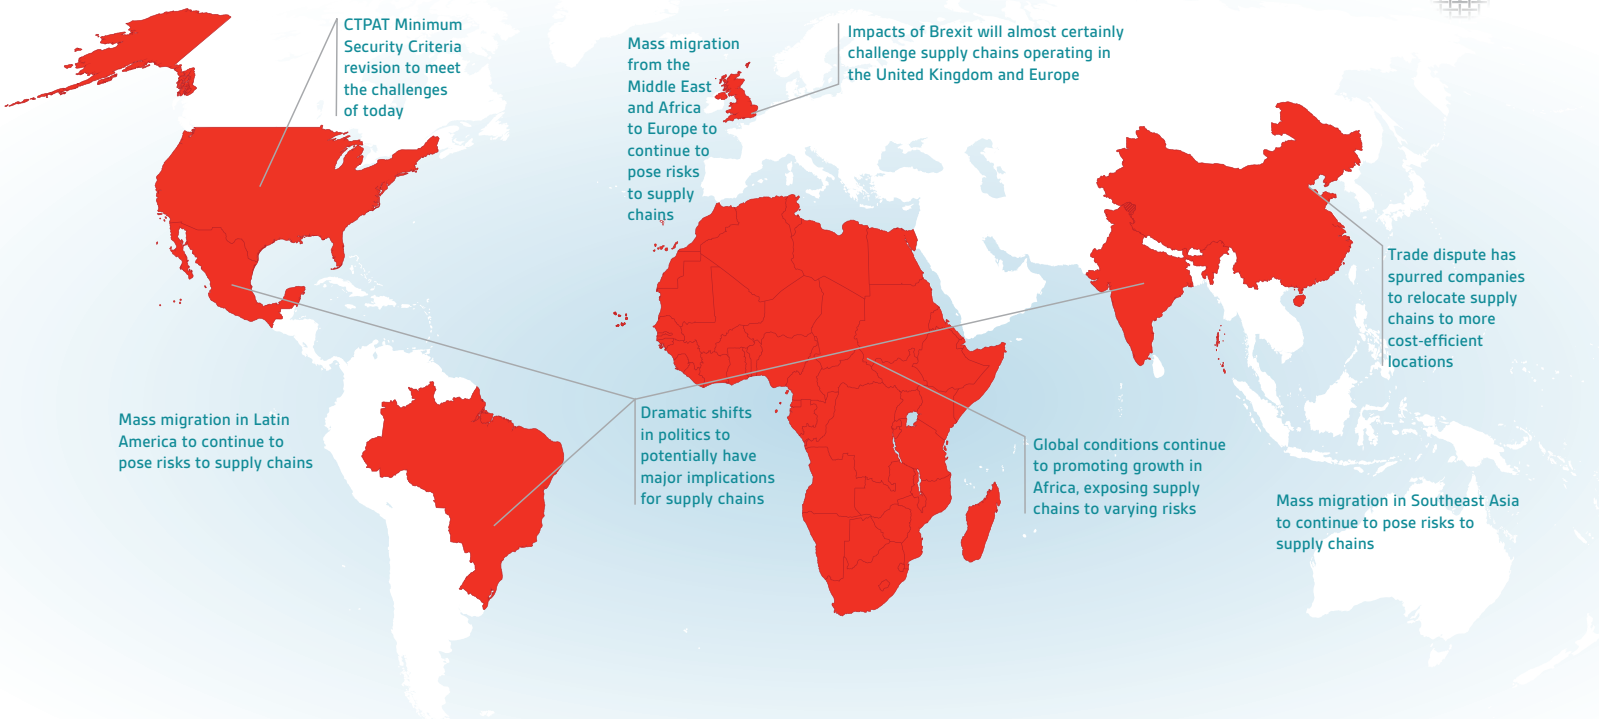 CTPAT Minimum
Security Criteria
revision to meet
the challenges
of today
Mass migration
from the
Middle East
and Africa
to Europe to
continue to
pose risks
to supply
chains
Impacts of Brexit will almost certainly
challenge supply chains operating in
the United Kingdom and Europe
Trade dispute has
spurred companies
to relocate supply
chains to more
cost-efficient
locations
Mass migration in Latin
America to continue to
pose risks to supply chains
Dramatic shifts
in politics to
potentially have
major implications
for supply chains
Global conditions continue
to promoting growth in
Africa, exposing supply
chains to varying risks
Mass migration in Southeast Asia
to continue to pose risks to
supply chains